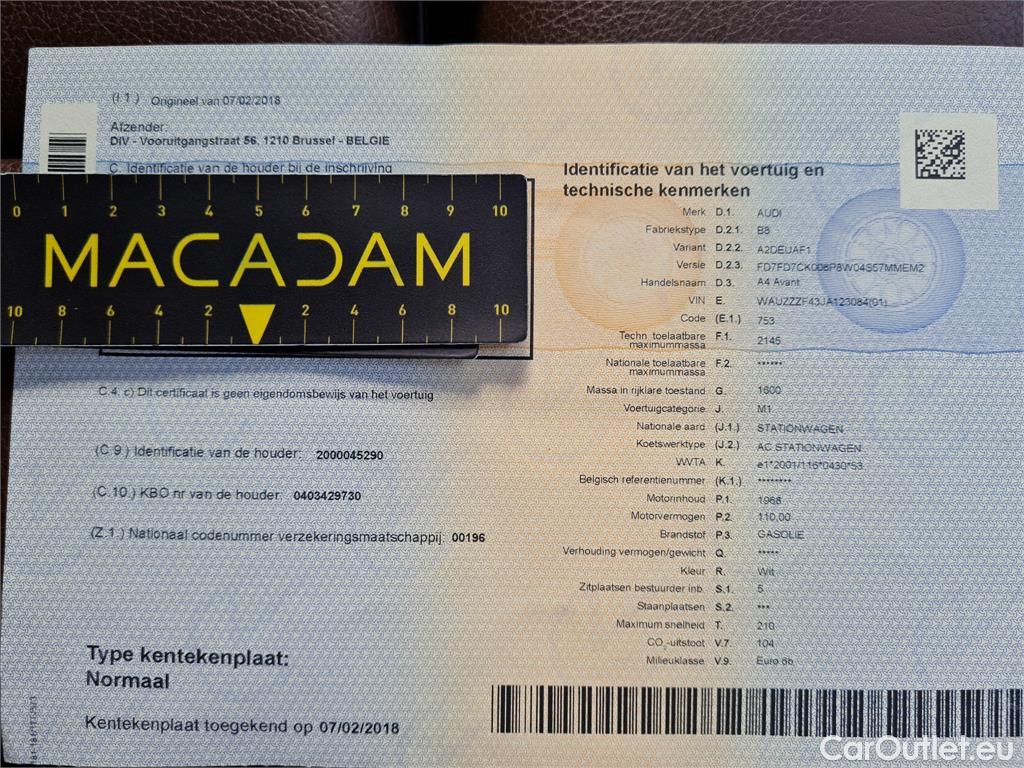 (I.1.) Origineel van 07/02/2018
Afzender:
DIV - Vooruitgangstraat 56, 1210 Brussel - BELGIE
C. Identificatie van de houder bij de inschrijving
0 1 2 3 4 5 6 7 8 9 10
MACADAM
10 8 6 4 2 2 4 6 8 10
C.4. c) Dit certificaat is geen eigendomsbewijs van het voertuig
(C.9.) Identificatie van de houder: 2000045290
(C.10.) KBO nr van de houder: 0403429730
(Z.1.) Nationaal codenummer verzekeringsmaatschappij: 00196
Type kentekenplaat:
Normaal
Kentekenplaat toegekend op 07/02/2018
Identificatie van het voertuig en
technische kenmerken
Merk D.1. AUDI
Fabriekstype D.2.1. B8
Variant D.2.2. A2DEUAF1
Versie D.2.3. FD7FD7CK006P8W04S57MMEM2
Handelsnaam D.3. A4 Avant
VIN E. WAUZZZF43JA123084(91)
Code (E.1.) 753
Techn. toelaatbare F.1. 2145
maximummassa
Nationale toelaatbare F.2. ******
maximummassa
Massa in rijklare toestand G. 1600
Voertuigcategorie J. M1
Nationale aard (J.1.) STATIONWAGEN
Koetswerktype (J.2.) AC STATIONWAGEN
WVTA K. e1*2001/116*0430*53
Belgisch referentienummer (K.1.) ********
Motorinhoud P.1. 1968
Motorvermogen P.2. 110,00
Brandstof P.3. GASOLIE
Verhouding vermogen/gewicht Q. *****
Kleur R. Wit
Zitplaatsen bestuurder inb. S.1. 5
Staanplaatsen S.2. ***
Maximum snelheid T. 210
CO₂-uitstoot V.7. 104
Milieuklasse V.9. Euro 6b
CarOutlet.eu